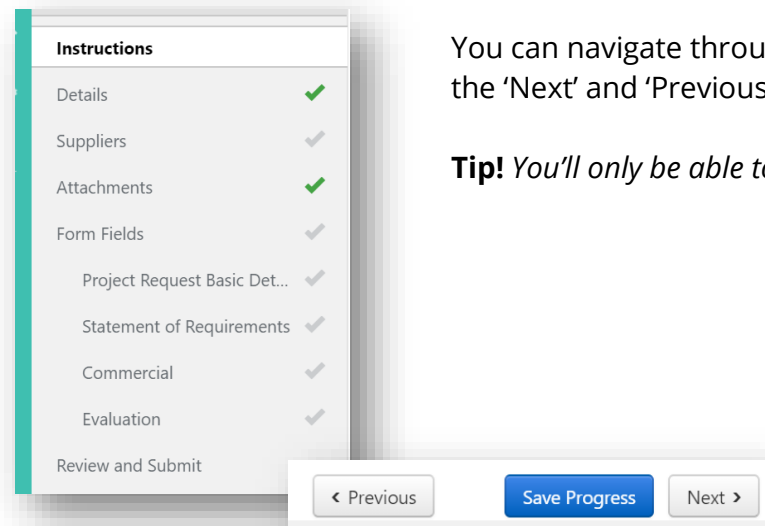 Instructions
Details
Suppliers
Attachments
Form Fields
Project Request Basic Det...
Statement of Requirements
Commercial
Evaluation
Review and Submit
You can navigate throu
the ‘Next’ and ‘Previous
Tip! You’ll only be able to
Previous
Save Progress
Next